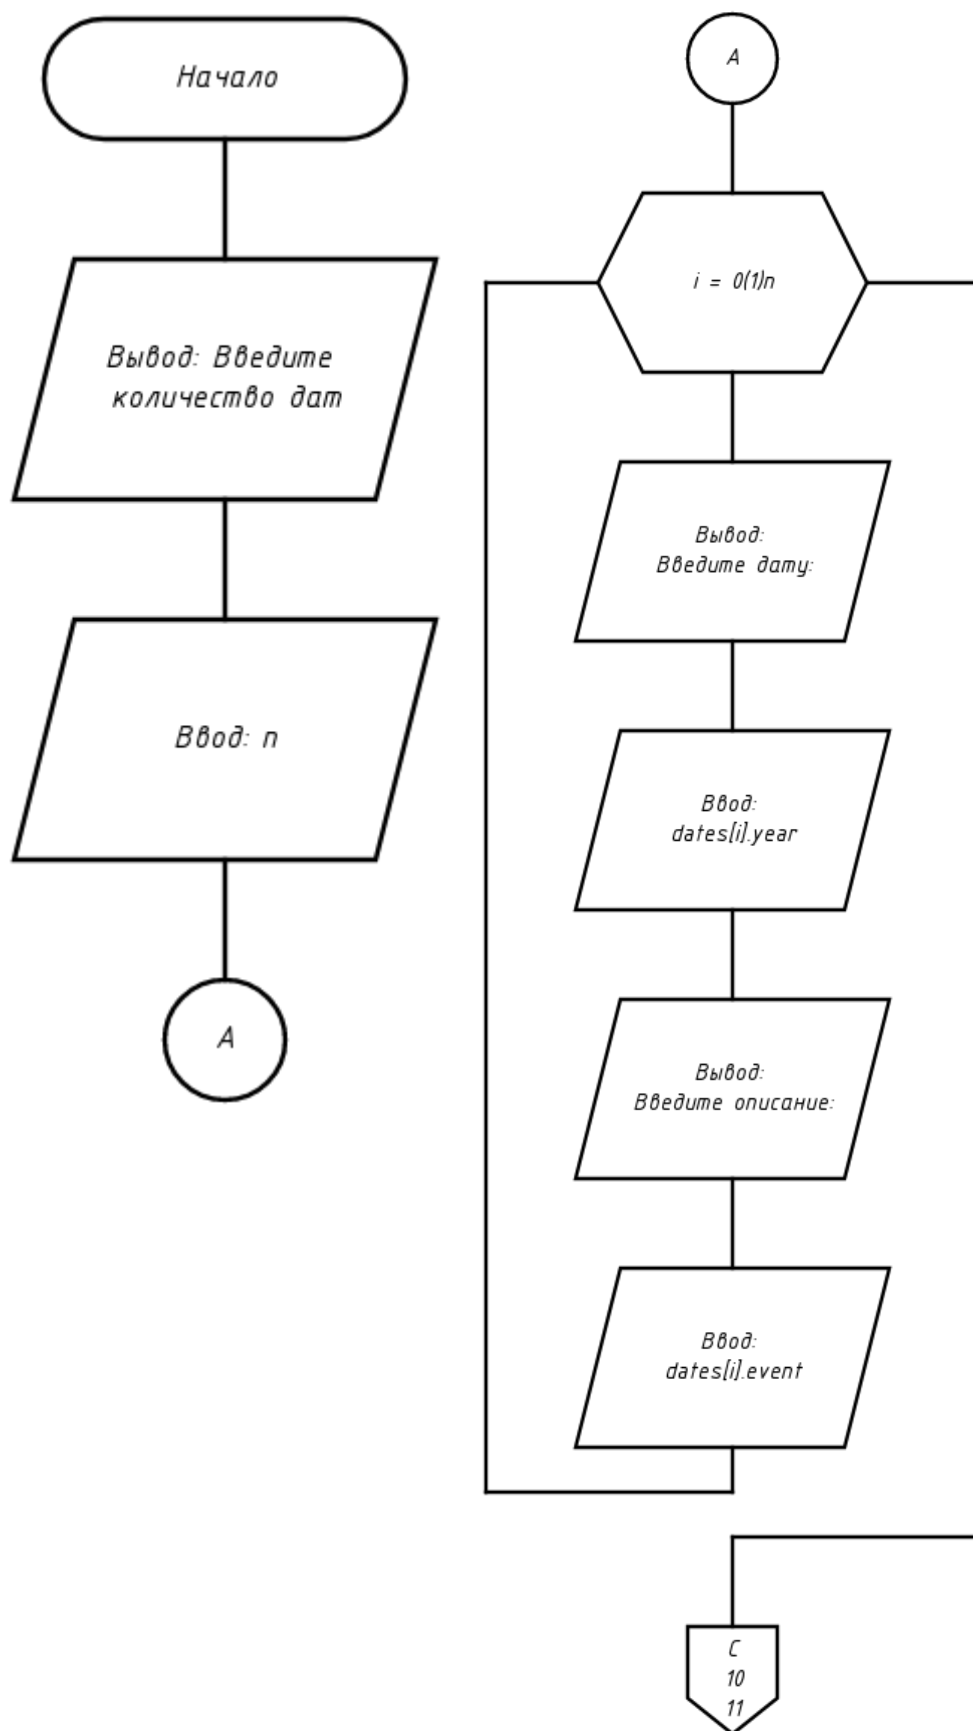 Начало
Вывод: Введите
количество дат
Ввод: n
A
A
i = 0(1)n
Вывод:
Введите дату:
Ввод:
dates[i].year
Вывод:
Введите описание:
Ввод:
dates[i].event
C
10
11